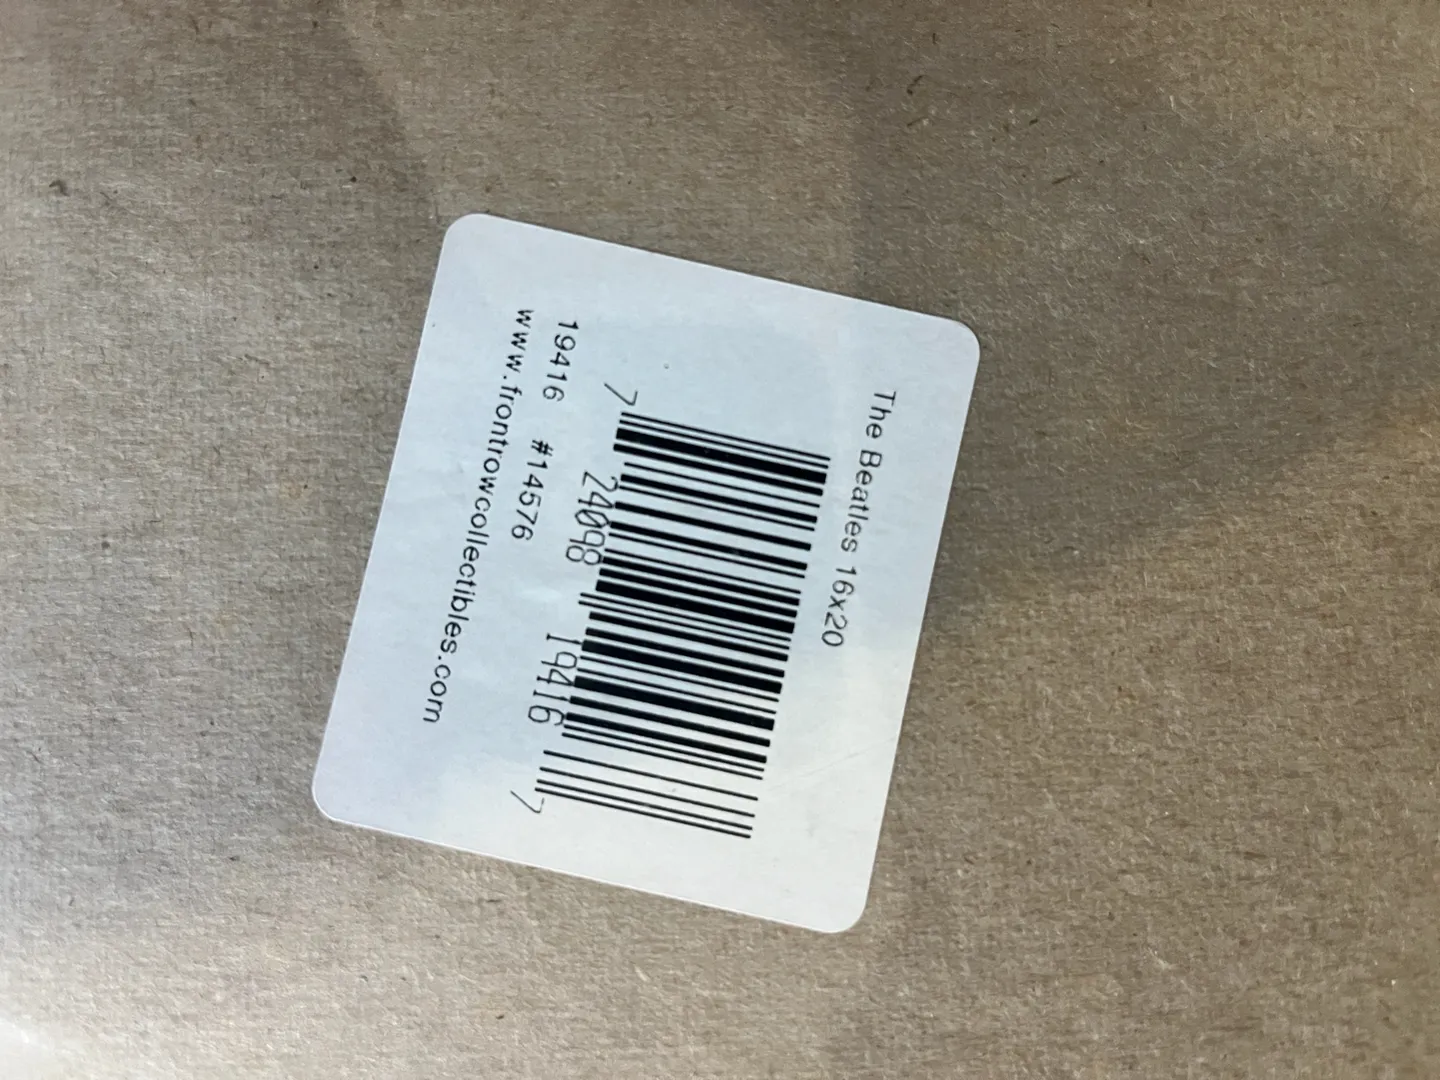 The Beatles 16x20
7 24098 19416 7
19416 #14576
www.frontrowcollectibles.com